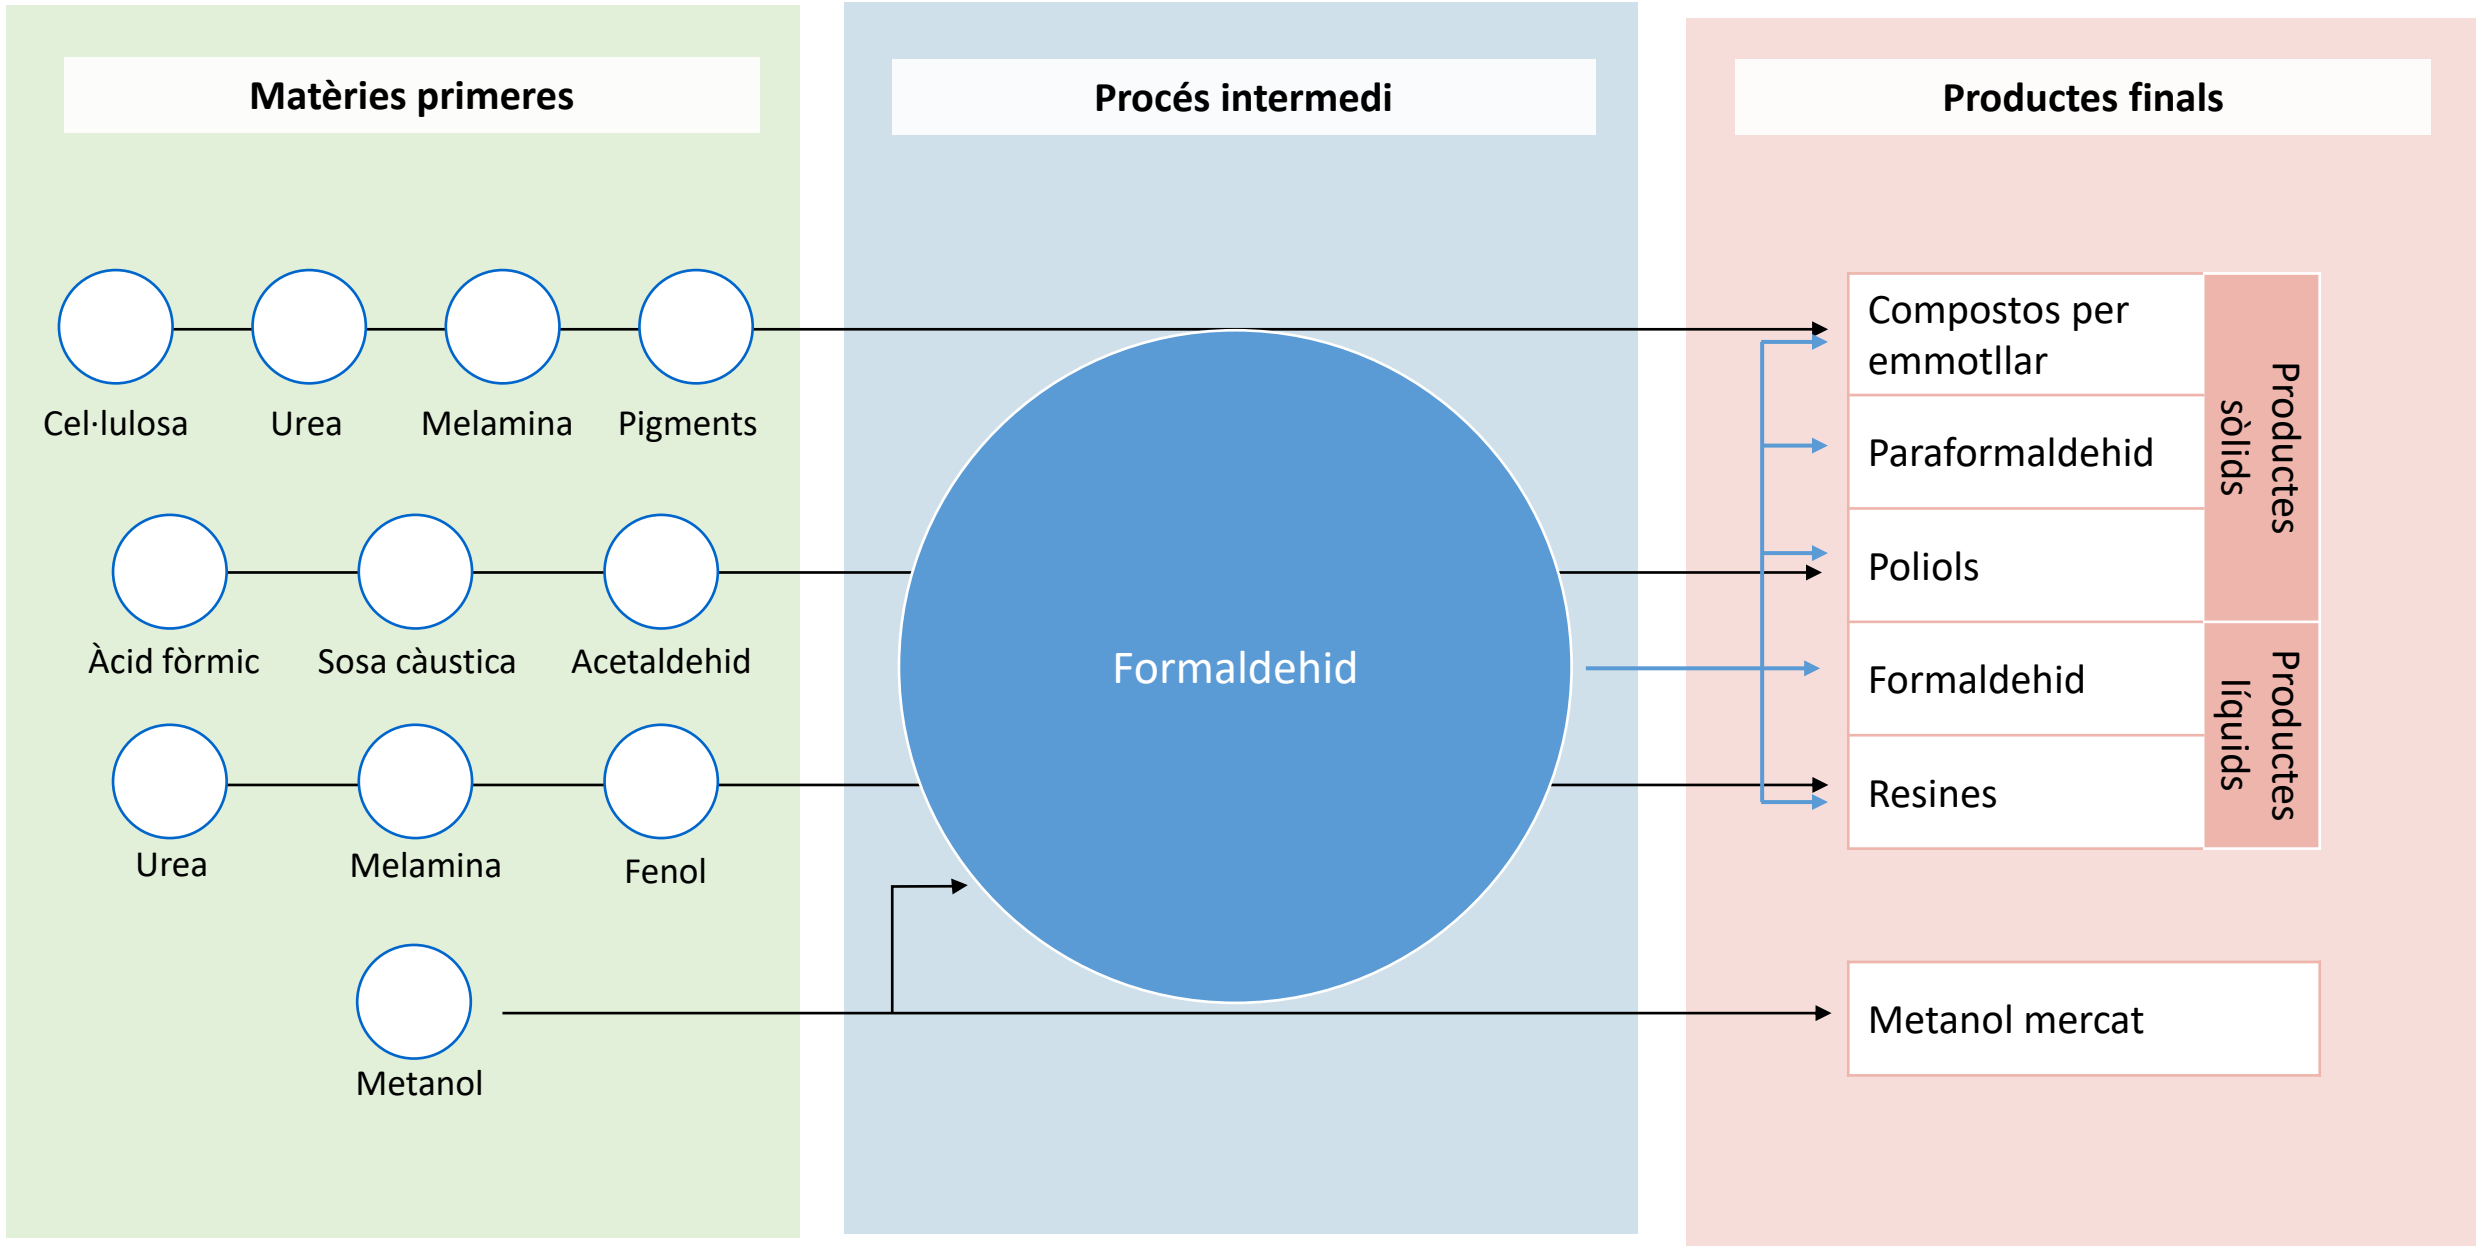 Matèries primeres
Procés intermedi
Productes finals
Cel·lulosa
Urea
Melamina
Pigments
Àcid fòrmic
Sosa càustica
Acetaldehid
Urea
Melamina
Fenol
Metanol
Formaldehid
Compostos per
emmotllar
Paraformaldehid
Poliols
Formaldehid
Resines
Productes
sòlids
Productes
líquids
Metanol mercat